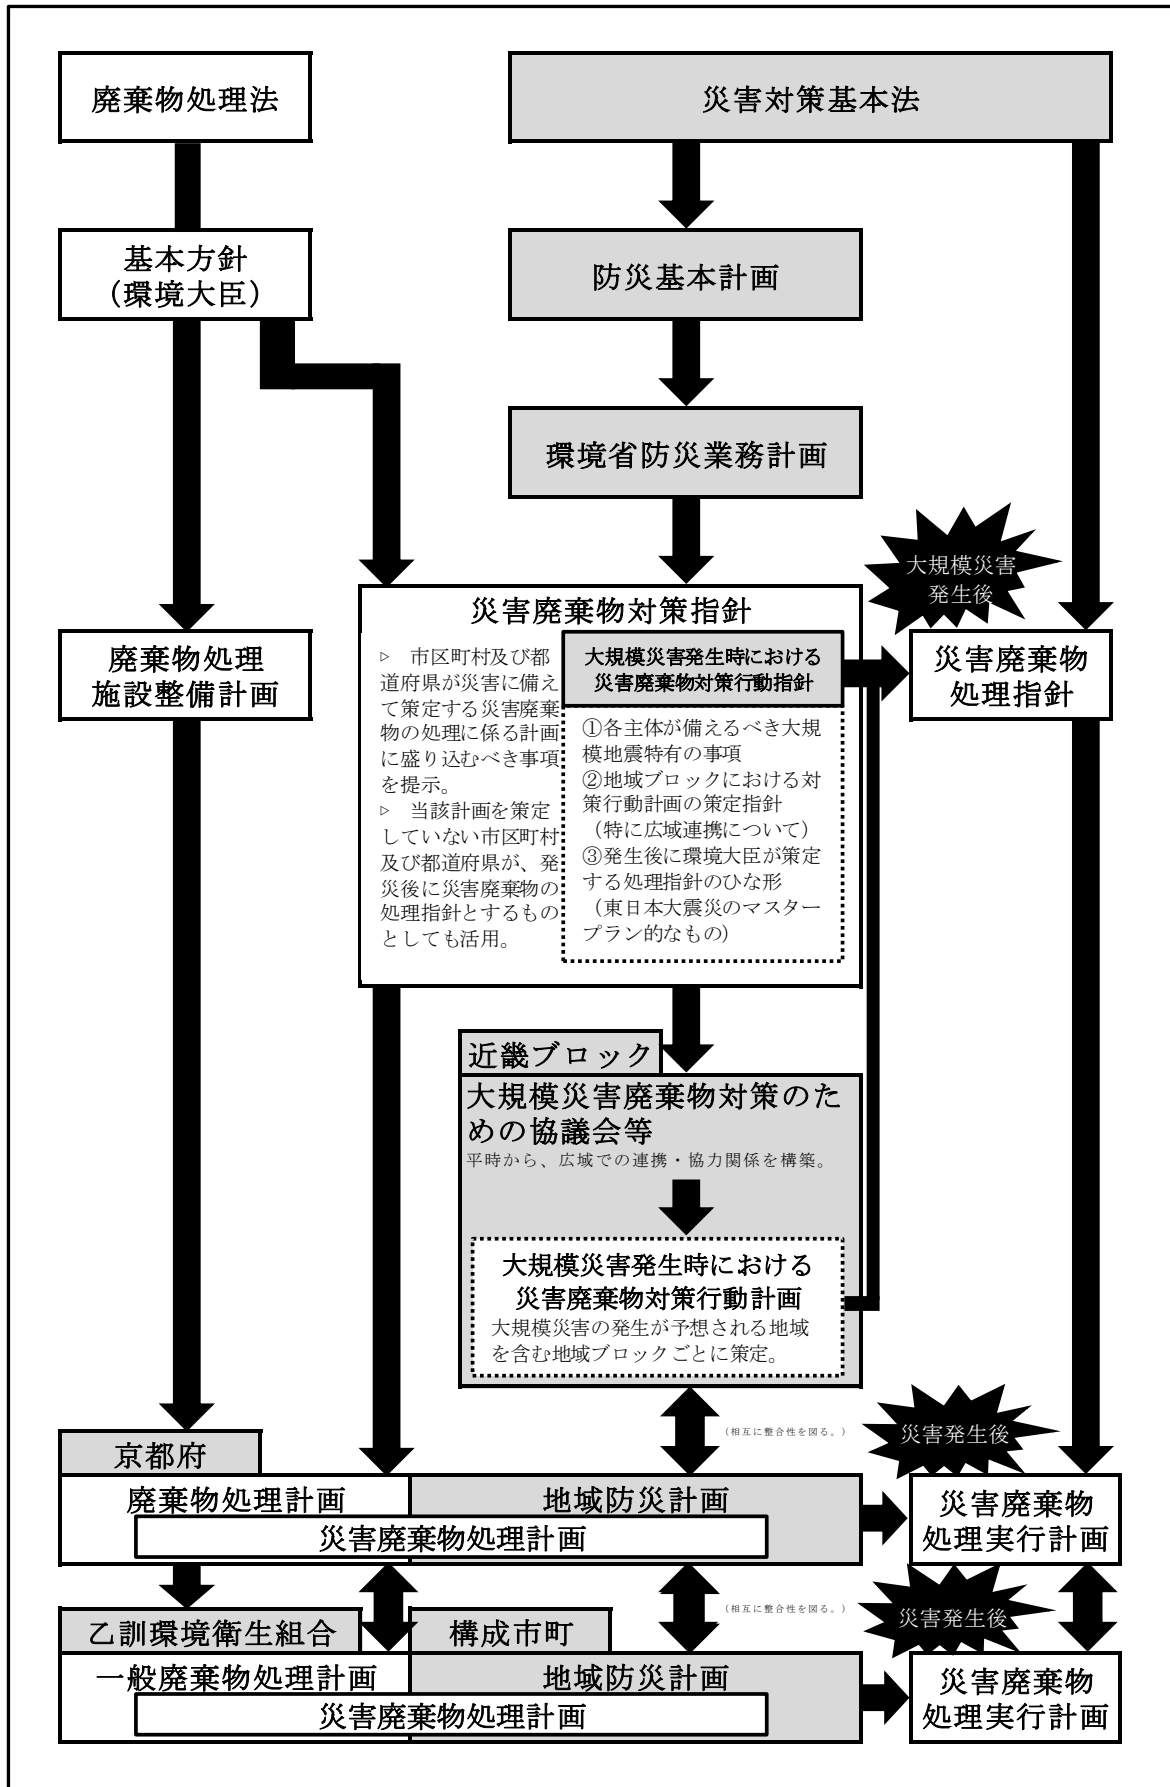 廃棄物処理法
災害対策基本法
基本方針
（環境大臣）
防災基本計画
環境省防災業務計画
大規模災害
発生後
災害廃棄物対策指針
▷　市区町村及び都
道府県が災害に備え
て策定する災害廃棄
物の処理に係る計画
に盛り込むべき事項
を提示。
▷　当該計画を策定
していない市区町村
及び都道府県が、発
災後に災害廃棄物の
処理指針とするもの
としても活用。
大規模災害発生時における
災害廃棄物対策行動指針
①各主体が備えるべき大規
模地震特有の事項
②地域ブロックにおける対
策行動計画の策定指針
（特に広域連携について）
③発生後に環境大臣が策定
する処理指針のひな形
（東日本大震災のマスター
プラン的なもの）
廃棄物処理
施設整備計画
災害廃棄物
処理指針
近畿ブロック
大規模災害廃棄物対策のた
めの協議会等
平時から、広域での連携・協力関係を構築。
大規模災害発生時における
災害廃棄物対策行動計画
大規模災害の発生が予想される地域
を含む地域ブロックごとに策定。
（相互に整合性を図る。）
災害発生後
京都府
廃棄物処理計画
地域防災計画
災害廃棄物処理計画
災害廃棄物
処理実行計画
（相互に整合性を図る。）
災害発生後
乙訓環境衛生組合
構成市町
一般廃棄物処理計画
地域防災計画
災害廃棄物処理計画
災害廃棄物
処理実行計画